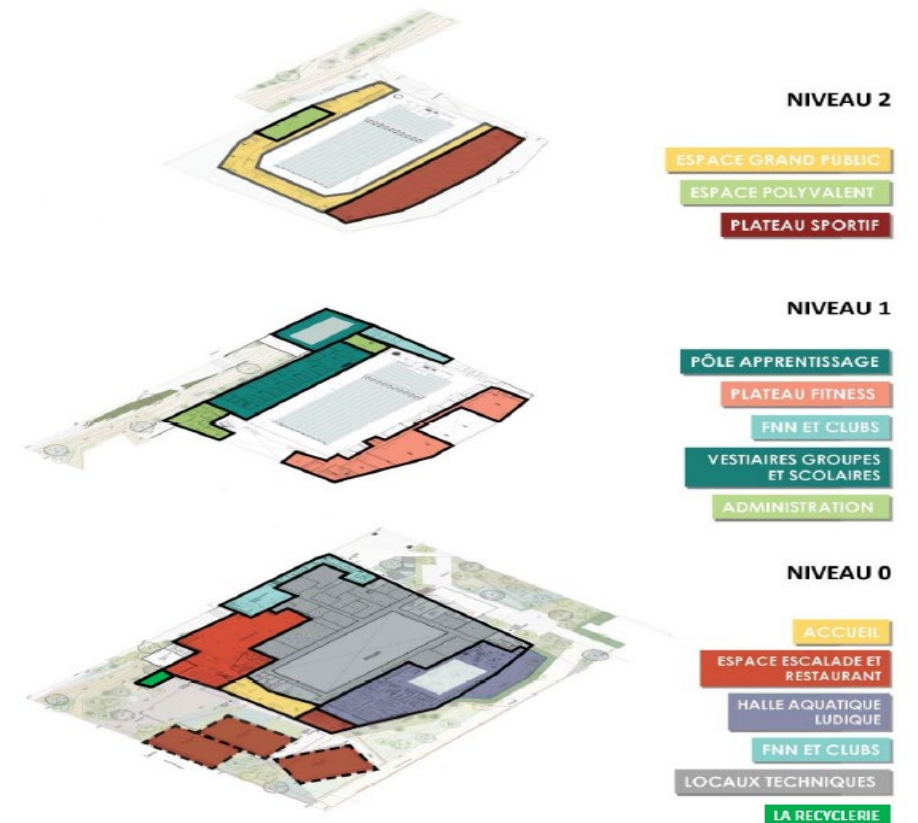 NIVEAU 2
ESPACE GRAND PUBLIC
ESPACE POLYVALENT
PLATEAU SPORTIF
NIVEAU 1
PÔLE APPRENTISSAGE
PLATEAU FITNESS
FNN ET CLUBS
VESTIAIRES GROUPES
ET SCOLAIRES
ADMINISTRATION
NIVEAU 0
ACCUEIL
ESPACE ESCALADE ET
RESTAURANT
HALLE AQUATIQUE
LUDIQUE
FNN ET CLUBS
LOCAUX TECHNIQUES
LA RECYCLERIE